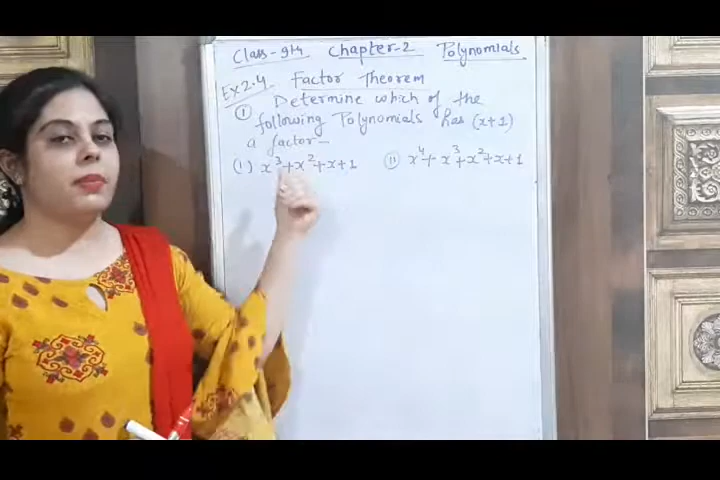 Class-9th Chapter-2 Polynomials
Ex 2.4 Factor Theorem
① Determine which of the
following Polynomials has (x+1)
a factor-
(i) x³+x²+x+1 (ii) x⁴+x³+x²+x+1